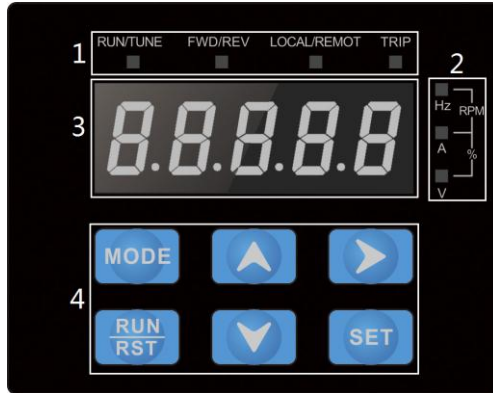 RUN/TUNE FWD/REV LOCAL/REMOT TRIP
1
2
3
8.8.8.8.8
Hz
RPM
A
%
V
MODE
4
RUN
RST
SET